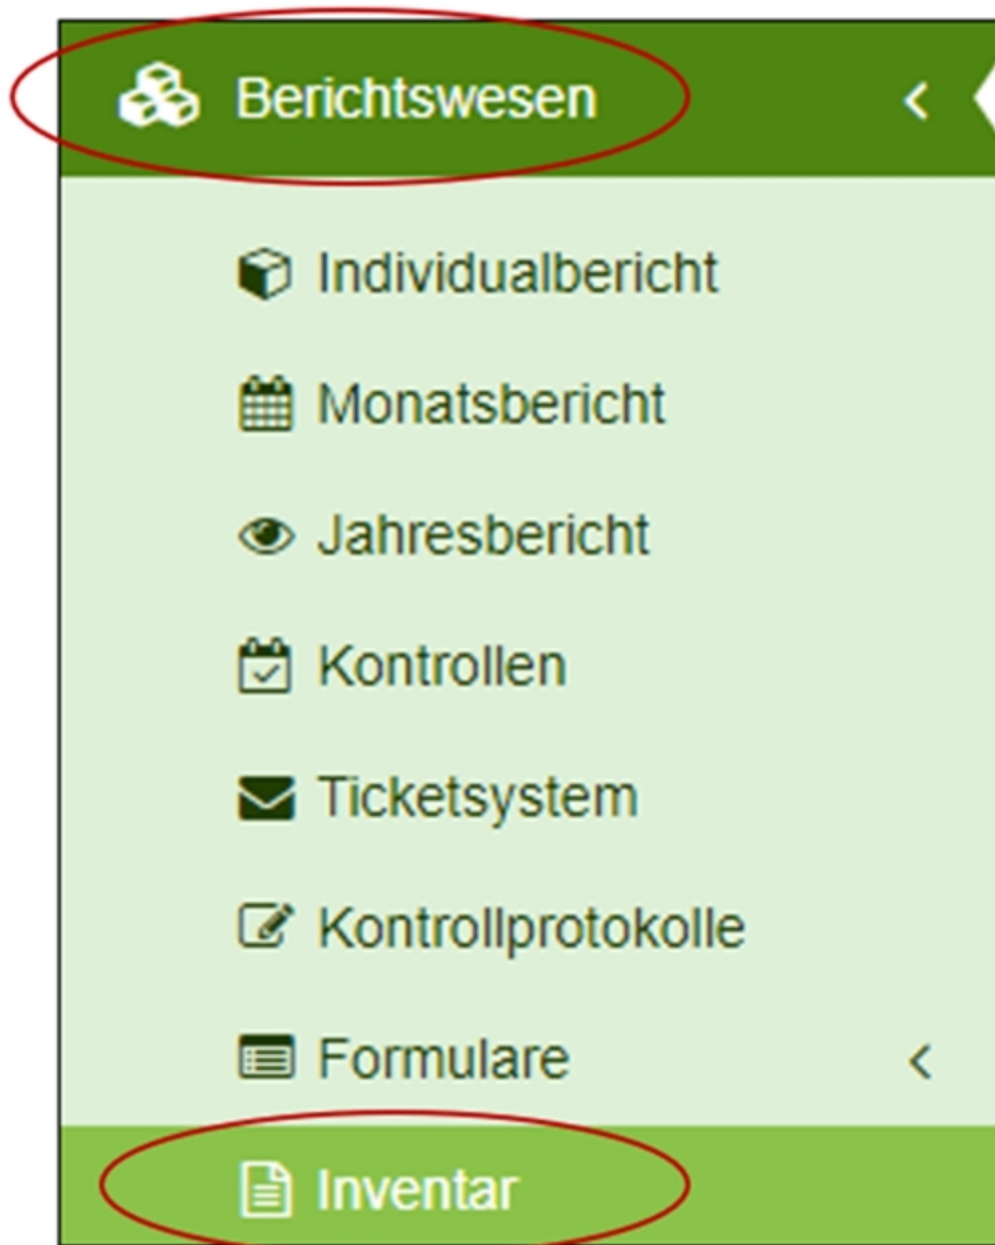 Berichtswesen
Individualbericht
Monatsbericht
Jahresbericht
Kontrollen
Ticketsystem
Kontrollprotokolle
Formulare
Inventar